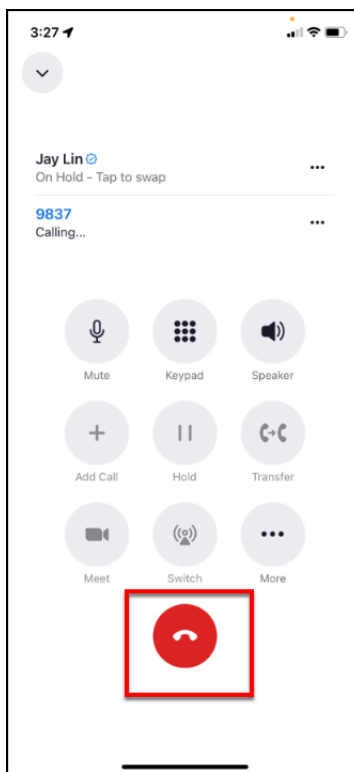 3:27
Jay Lin
On Hold - Tap to swap
9837
Calling...
Mute
Keypad
Speaker
Add Call
Hold
Transfer
Meet
Switch
More